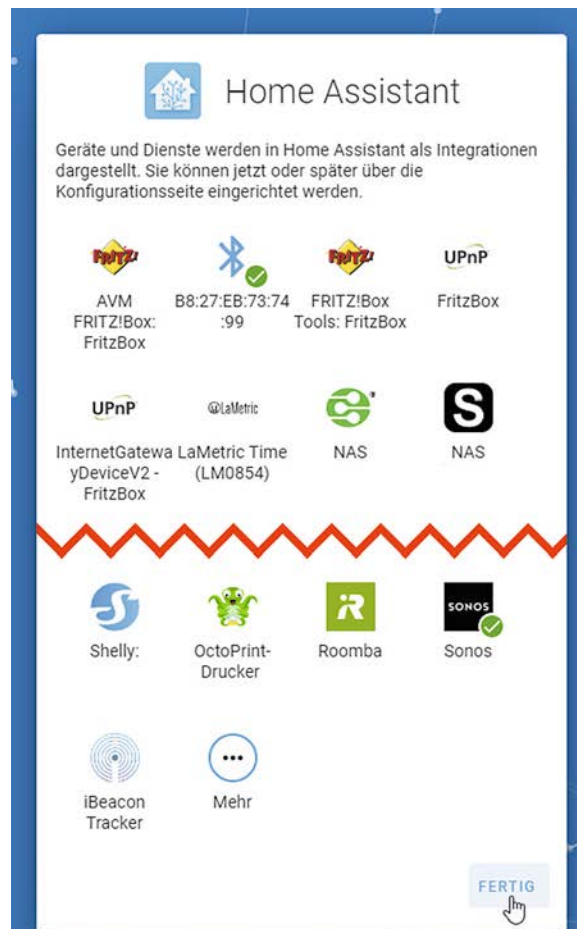 Home Assistant
Geräte und Dienste werden in Home Assistant als Integrationen
dargestellt. Sie können jetzt oder später über die
Konfigurationsseite eingerichtet werden.
FRITZ!
FRITZ!
UPnP
AVM
FRITZ!Box:
FritzBox
B8:27:EB:73:74
:99
FRITZ!Box
Tools: FritzBox
FritzBox
UPnP
LaMetric
S
InternetGatewa
yDeviceV2 -
FritzBox
LaMetric Time
(LM0854)
NAS
NAS
S
iR
SONOS
Shelly:
OctoPrint-
Drucker
Roomba
Sonos
iBeacon
Tracker
Mehr
FERTIG